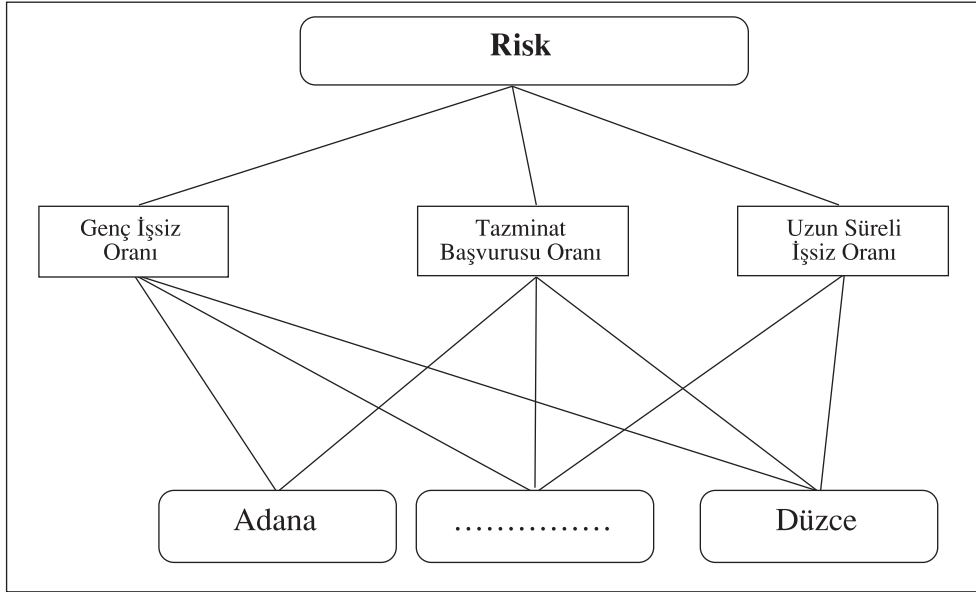 Risk
Genç İşsiz
Oranı
Tazminat
Başvurusu Oranı
Uzun Süreli
İşsiz Oranı
Adana
……………
Düzce